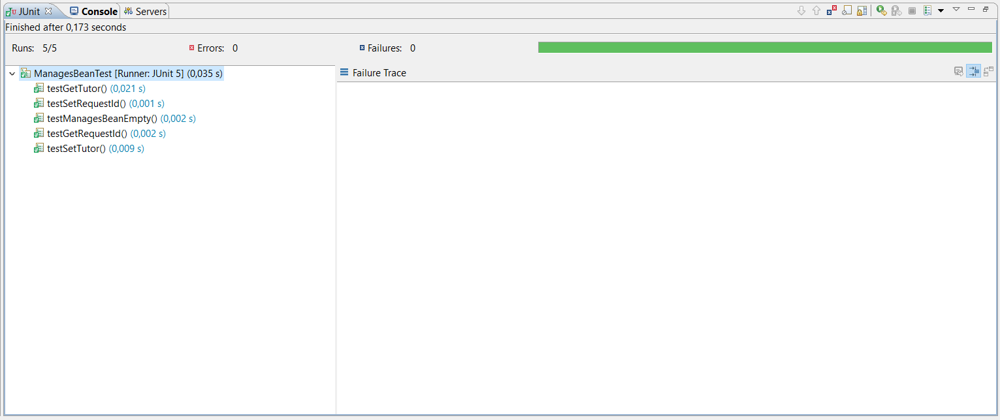 JUnit Console Servers
Finished after 0,173 seconds
Runs: 5/5 Errors: 0 Failures: 0
ManagesBeanTest [Runner: JUnit 5] (0,035 s)
testGetTutor() (0,021 s)
testSetRequestId() (0,001 s)
testManagesBeanEmpty() (0,002 s)
testGetRequestId() (0,002 s)
testSetTutor() (0,009 s)
Failure Trace